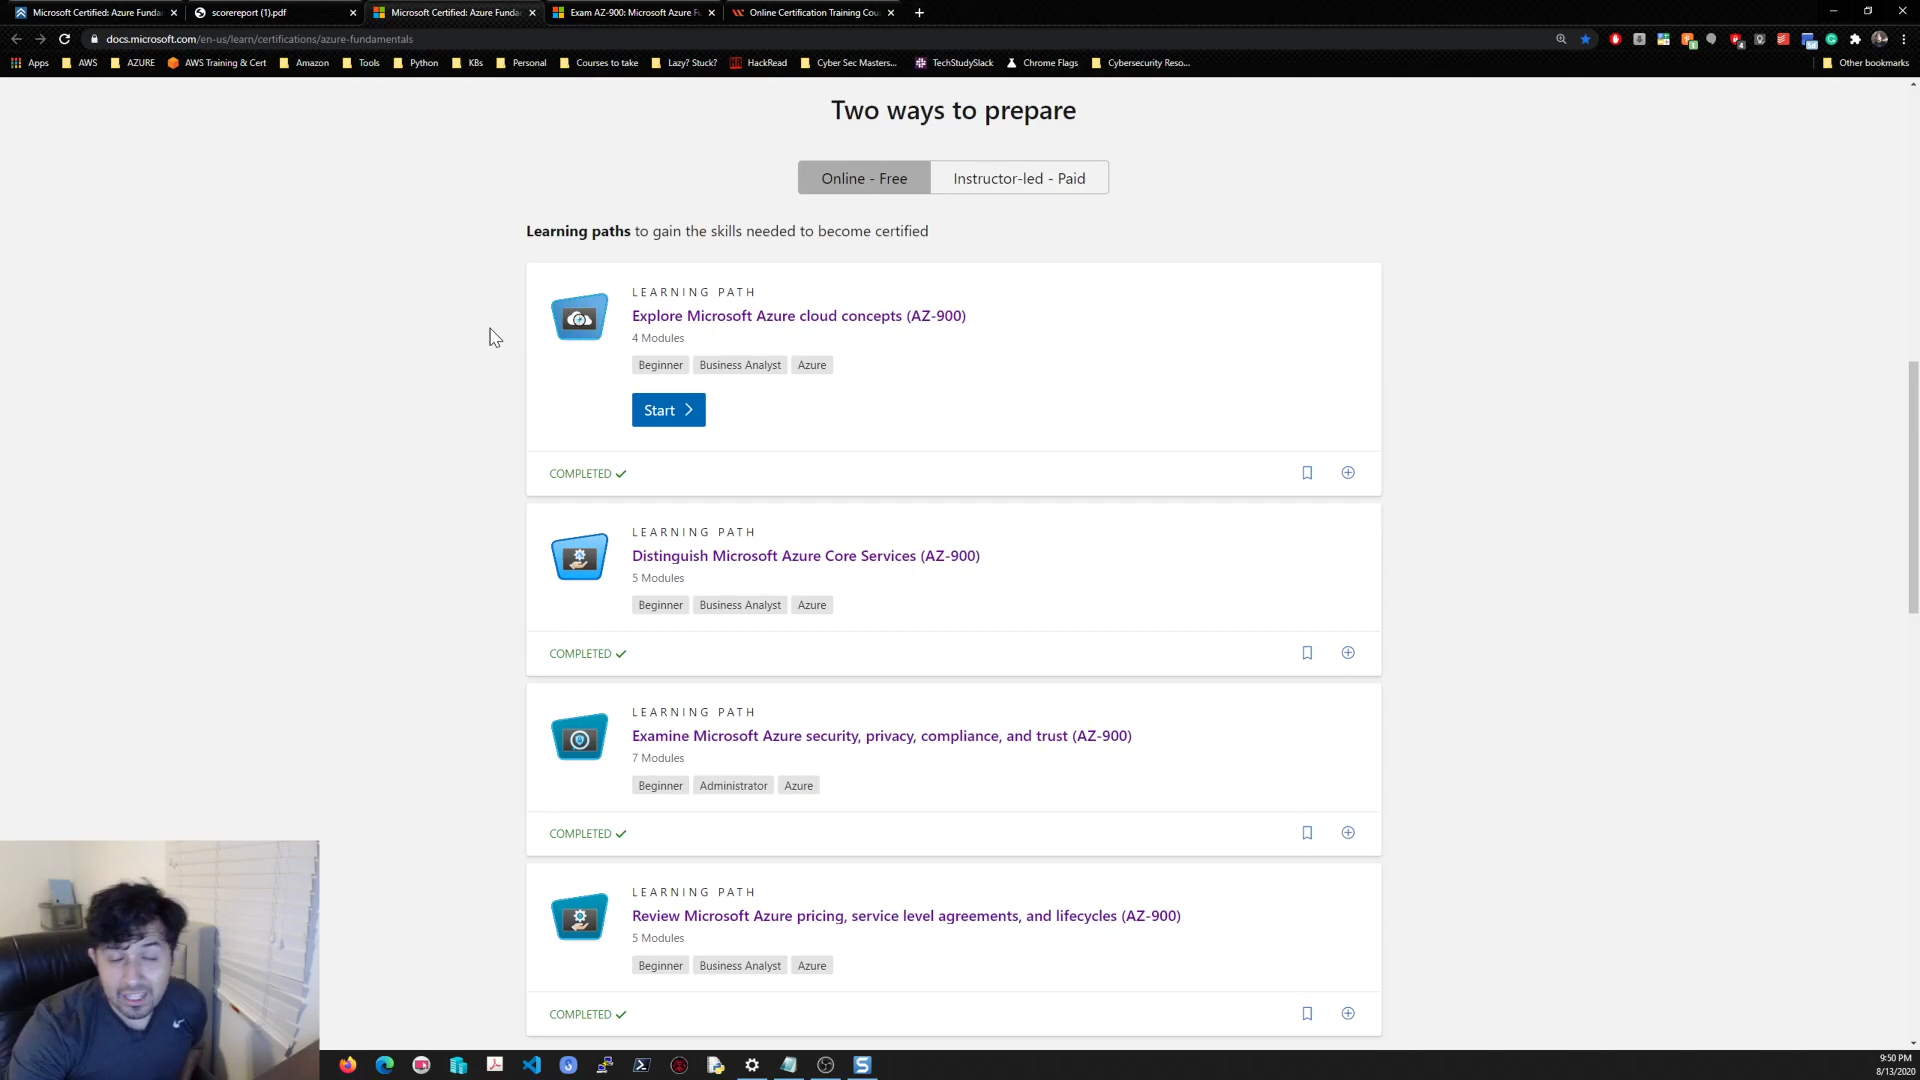 Microsoft Certified: Azure Funda
scorereport (1).pdf
Microsoft Certified: Azure Funda
Exam AZ-900: Microsoft Azure F
Online Certification Training Cou
docs.microsoft.com/en-us/learn/certifications/azure-fundamentals
Apps
AWS
AZURE
AWS Training & Cert
Amazon
Tools
Python
KBs
Personal
Courses to take
Lazy? Stuck?
HackRead
Cyber Sec Masters...
TechStudySlack
Chrome Flags
Cybersecurity Reso...
Other bookmarks
Two ways to prepare
Online - Free
Instructor-led - Paid
Learning paths to gain the skills needed to become certified
LEARNING PATH
Explore Microsoft Azure cloud concepts (AZ-900)
4 Modules
Beginner Business Analyst Azure
Start
COMPLETED
LEARNING PATH
Distinguish Microsoft Azure Core Services (AZ-900)
5 Modules
Beginner Business Analyst Azure
COMPLETED
LEARNING PATH
Examine Microsoft Azure security, privacy, compliance, and trust (AZ-900)
7 Modules
Beginner Administrator Azure
COMPLETED
LEARNING PATH
Review Microsoft Azure pricing, service level agreements, and lifecycles (AZ-900)
5 Modules
Beginner Business Analyst Azure
COMPLETED
9:50 PM
8/13/2020